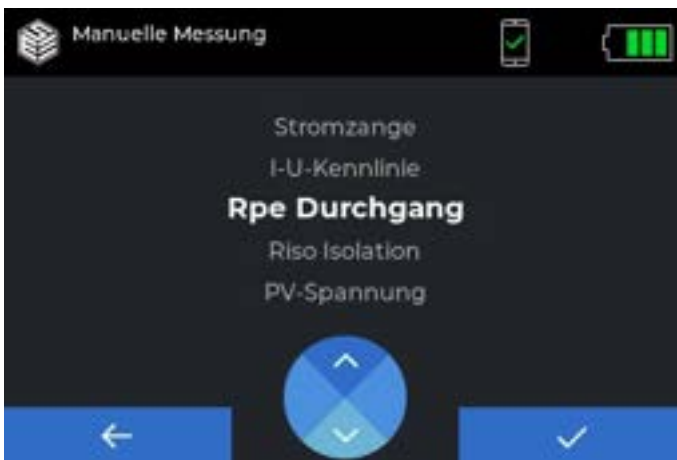 Manuelle Messung
Stromzange
I-U-Kennlinie
Rpe Durchgang
Riso Isolation
PV-Spannung